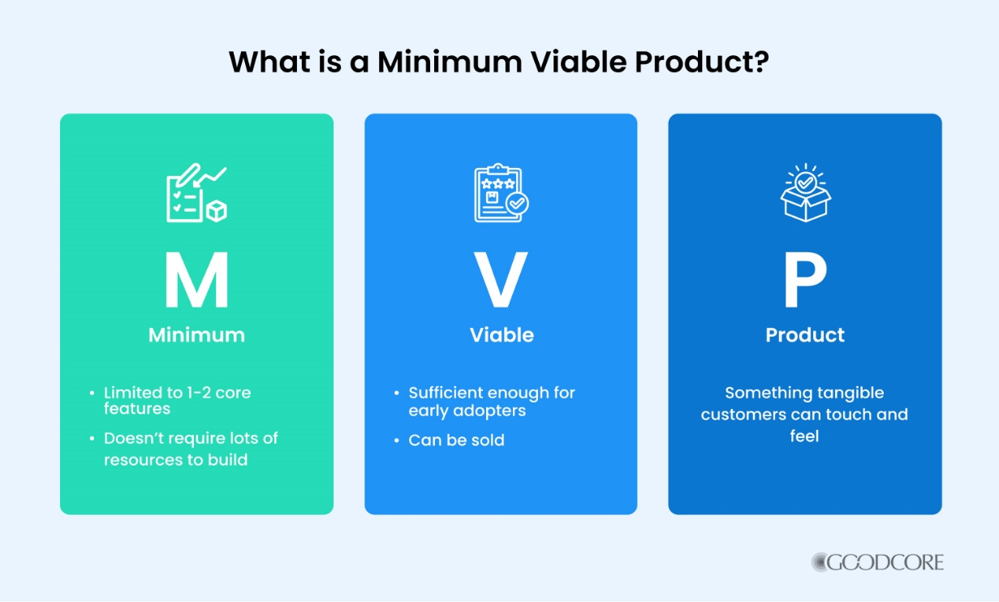 What is a Minimum Viable Product?
M
Minimum
• Limited to 1-2 core
features
• Doesn't require lots of
resources to build
V
Viable
• Sufficient enough for
early adopters
• Can be sold
P
Product
Something tangible
customers can touch and
feel
GOODCORE